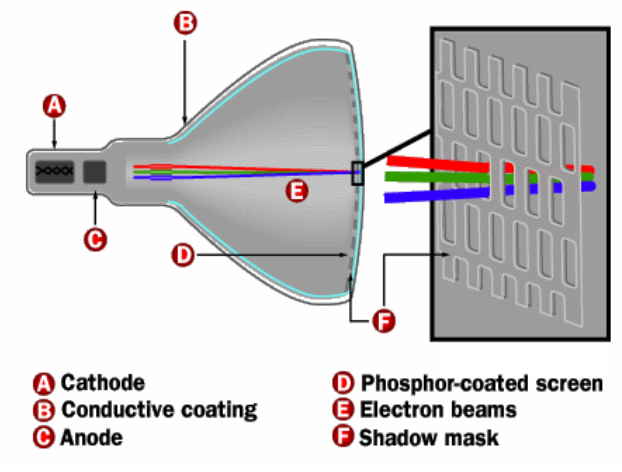 B
A
E
C
D
F
A Cathode
B Conductive coating
C Anode
D Phosphor-coated screen
E Electron beams
F Shadow mask